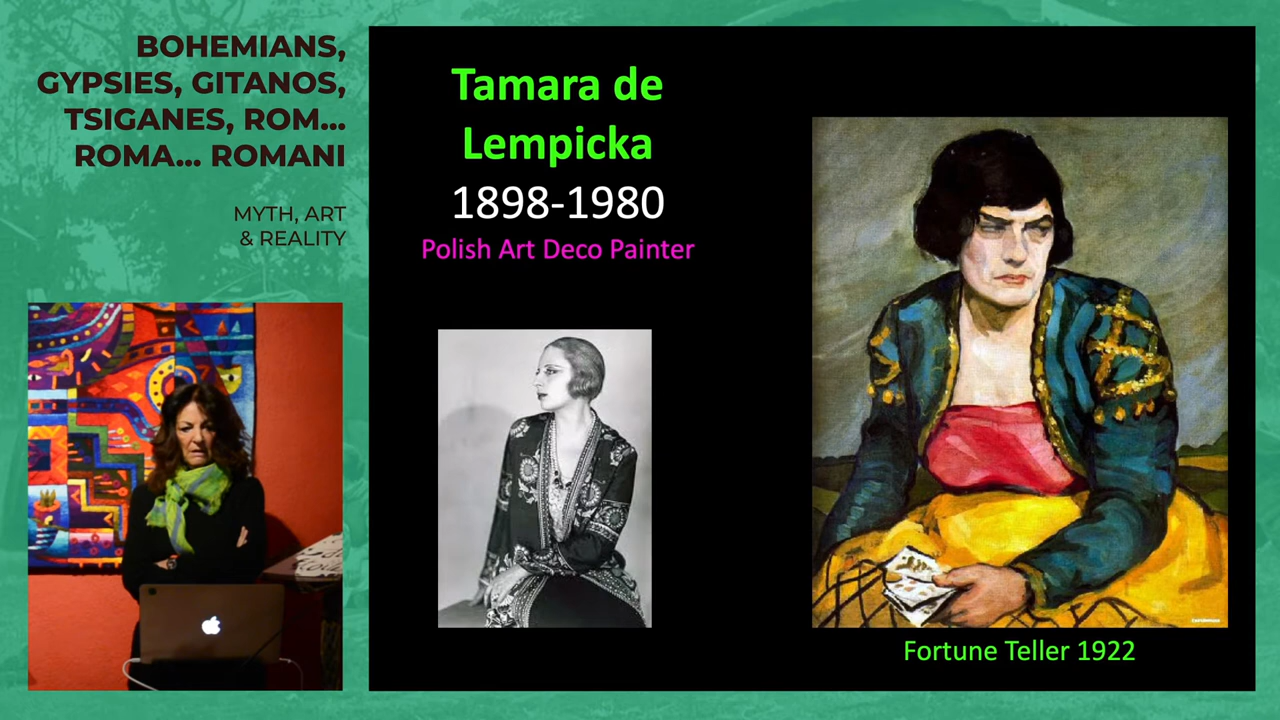 BOHEMIANS,
GYPSIES, GITANOS,
TSIGANES, ROM...
ROMA... ROMANI
MYTH, ART
& REALITY
Tamara de
Lempicka
1898-1980
Polish Art Deco Painter
Fortune Teller 1922